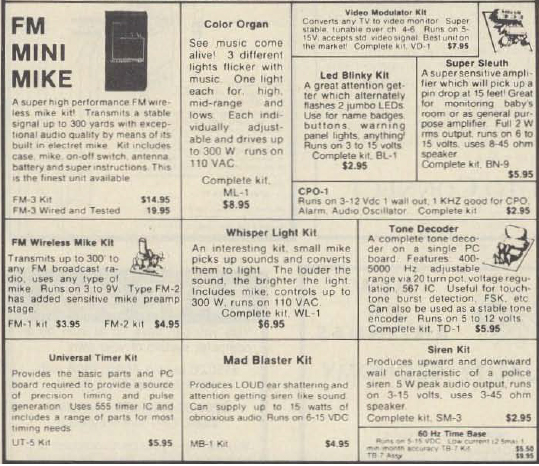 FM
MINI
MIKE
A super high performance FM wire-
less mike kit! Transmits a stable
signal up to 300 yards with excep-
tional audio quality by means of its
built in electret mike. Kit includes
case, mike, on-off switch, antenna,
battery and super instructions. This
is the finest unit available.
FM-3 Kit $14.95
FM-3 Wired and Tested 19.95
Color Organ
See music come
alive! 3 different
lights flicker with
music. One light
each for, high,
mid-range and
lows. Each indi-
vidually adjust-
able and drives up
to 300 W. runs on
110 VAC.
Complete kit,
ML-1
$8.95
Video Modulator Kit
Converts any TV to video monitor. Super
stable, tunable over ch. 4-6. Runs on 5-
15V, accepts std. video signal. Best unit on
the market! Complete kit, VD-1 $7.95
Led Blinky Kit
A great attention get-
ter which alternately
flashes 2 jumbo LEDs.
Use for name badges,
buttons, warning
panel lights, anything!
Runs on 3 to 15 volts.
Complete kit, BL-1
$2.95
Super Sleuth
A super sensitive ampli-
fier which will pick up a
pin drop at 15 feet! Great
for monitoring baby's
room or as general pur-
pose amplifier. Full 2 W
rms output, runs on 6 to
15 volts, uses 8-45 ohm
speaker.
Complete kit, BN-9
$5.95
CPO-1
Runs on 3-12 Vdc 1 wall out, 1 KHZ good for CPO,
Alarm, Audio Oscillator. Complete kit $2.95
FM Wireless Mike Kit
Transmits up to 300' to
any FM broadcast ra-
dio, uses any type of
mike. Runs on 3 to 9V. Type FM-2
has added sensitive mike preamp
stage.
FM-1 kit $3.95 FM-2 kit $4.95
Whisper Light Kit
An interesting kit, small mike
picks up sounds and converts
them to light. The louder the
sound, the brighter the light.
Includes mike, controls up to
300 W, runs on 110 VAC.
Complete kit, WL-1
$6.95
Tone Decoder
A complete tone deco-
der on a single PC
board. Features: 400-
5000 Hz adjustable
range via 20 turn pot, voltage regu-
lation, 567 IC. Useful for touch-
tone burst detection, FSK, etc.
Can also be used as a stable tone
encoder. Runs on 5 to 12 volts.
Complete kit, TD-1 $5.95
Universal Timer Kit
Provides the basic parts and PC
board required to provide a source
of precision timing and pulse
generation. Uses 555 timer IC and
includes a range of parts for most
timing needs.
UT-5 Kit $5.95
Mad Blaster Kit
Produces LOUD ear shattering and
attention getting siren like sound.
Can supply up to 15 watts of
obnoxious audio. Runs on 6-15 VDC
MB-1 Kit $4.95
Siren Kit
Produces upward and downward
wail characteristic of a police
siren. 5 W peak audio output, runs
on 3-15 volts, uses 3-45 ohm
speaker.
Complete kit, SM-3 $2.95
60 Hz Time Base
Runs on 5-15 VDC. Low current (2.5ma) 1
min/month accuracy TB-7 Kit $5.50
TB-7 Assy $9.95